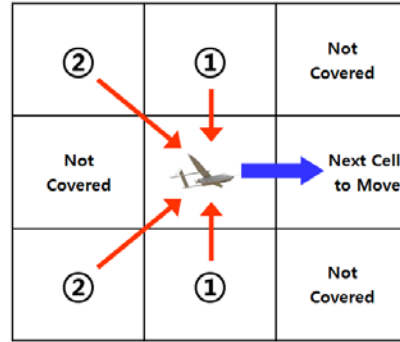 ② ① Not
Covered
Not
Covered
Next Cell
to Move
② ① Not
Covered